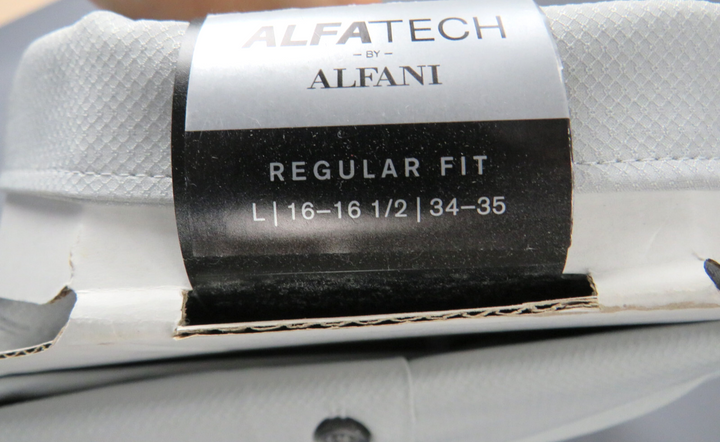 ALFATECH
– BY –
ALFANI
REGULAR FIT
L | 16–16 1/2 | 34–35